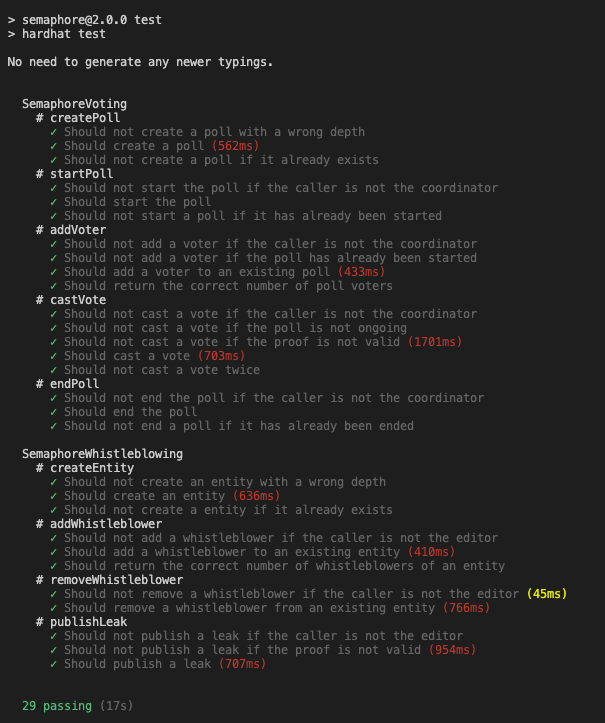 > semaphore@2.0.0 test
> hardhat test
No need to generate any newer typings.
SemaphoreVoting
# createPoll
✓ Should not create a poll with a wrong depth
✓ Should create a poll (562ms)
✓ Should not create a poll if it already exists
# startPoll
✓ Should not start the poll if the caller is not the coordinator
✓ Should start the poll
✓ Should not start a poll if it has already been started
# addVoter
✓ Should not add a voter if the caller is not the coordinator
✓ Should not add a voter if the poll has already been started
✓ Should add a voter to an existing poll (433ms)
✓ Should return the correct number of poll voters
# castVote
✓ Should not cast a vote if the caller is not the coordinator
✓ Should not cast a vote if the poll is not ongoing
✓ Should not cast a vote if the proof is not valid (1701ms)
✓ Should cast a vote (703ms)
✓ Should not cast a vote twice
# endPoll
✓ Should not end the poll if the caller is not the coordinator
✓ Should end the poll
✓ Should not end a poll if it has already been ended
SemaphoreWhistleblowing
# createEntity
✓ Should not create an entity with a wrong depth
✓ Should create an entity (636ms)
✓ Should not create a entity if it already exists
# addWhistleblower
✓ Should not add a whistleblower if the caller is not the editor
✓ Should add a whistleblower to an existing entity (410ms)
✓ Should return the correct number of whistleblowers of an entity
# removeWhistleblower
✓ Should not remove a whistleblower if the caller is not the editor (45ms)
✓ Should remove a whistleblower from an existing entity (766ms)
# publishLeak
✓ Should not publish a leak if the caller is not the editor
✓ Should not publish a leak if the proof is not valid (954ms)
✓ Should publish a leak (707ms)
29 passing (17s)